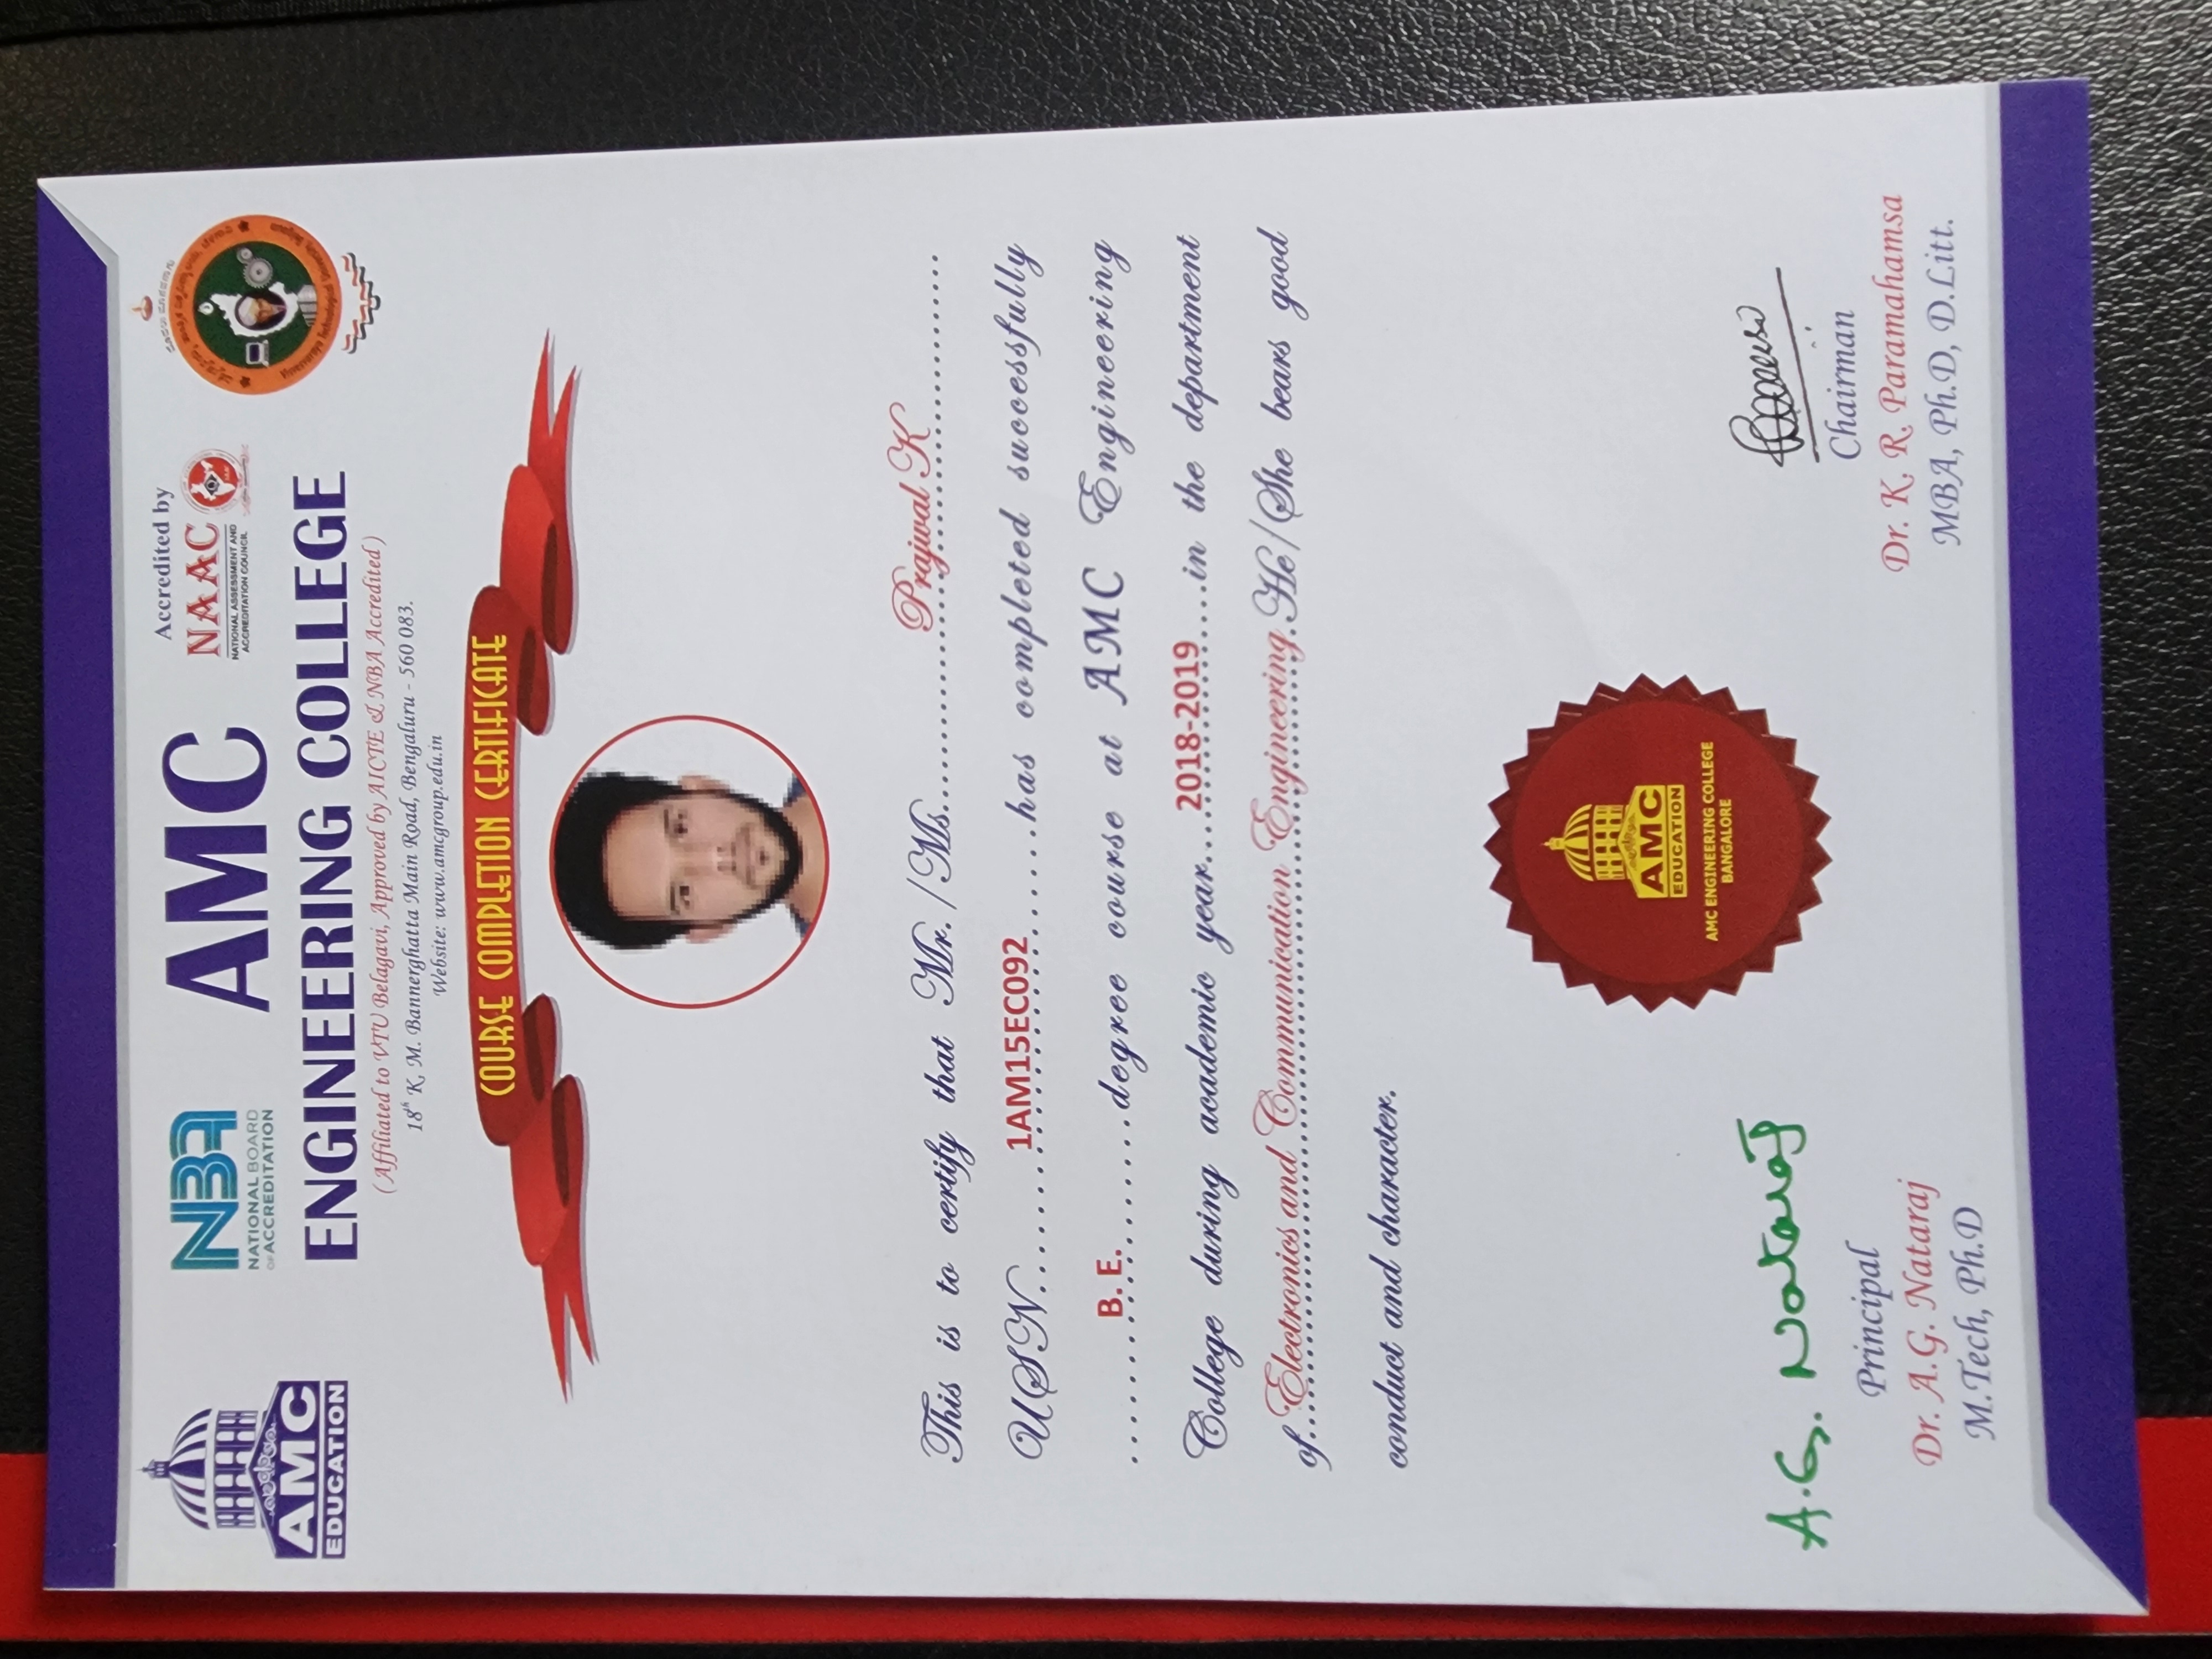 AMC
EDUCATION
NBA
NATIONAL BOARD
OF ACCREDITATION
AMC
Accredited by
NAAC
NATIONAL ASSESSMENT AND
ACCREDITATION COUNCIL
Visvesvaraya Technological University, Belgaum
ENGINEERING COLLEGE
( Affiliated to VTU Belagavi, Approved by AICTE & NBA Accredited )
18th K. M. Bannerghatta Main Road, Bengaluru - 560 083.
Website: www.amcgroup.edu.in
COURSE COMPLETION CERTIFICATE
This is to certify that Mr./Ms.....................Prajwal K....................
USN.......1AM15EC092......has completed successfully
.......B. E........degree course at AMC Engineering
College during academic year....2018-2019....in the department
of..Electronics and Communication Engineering.He/She bears good
conduct and character.
AMC
EDUCATION
AMC ENGINEERING COLLEGE
BANGALORE
A.G. Nataraj
Principal
Dr. A.G. Nataraj
M.Tech, Ph.D
Chairman
Dr. K. R. Paramahamsa
MBA, Ph.D, D.Litt.